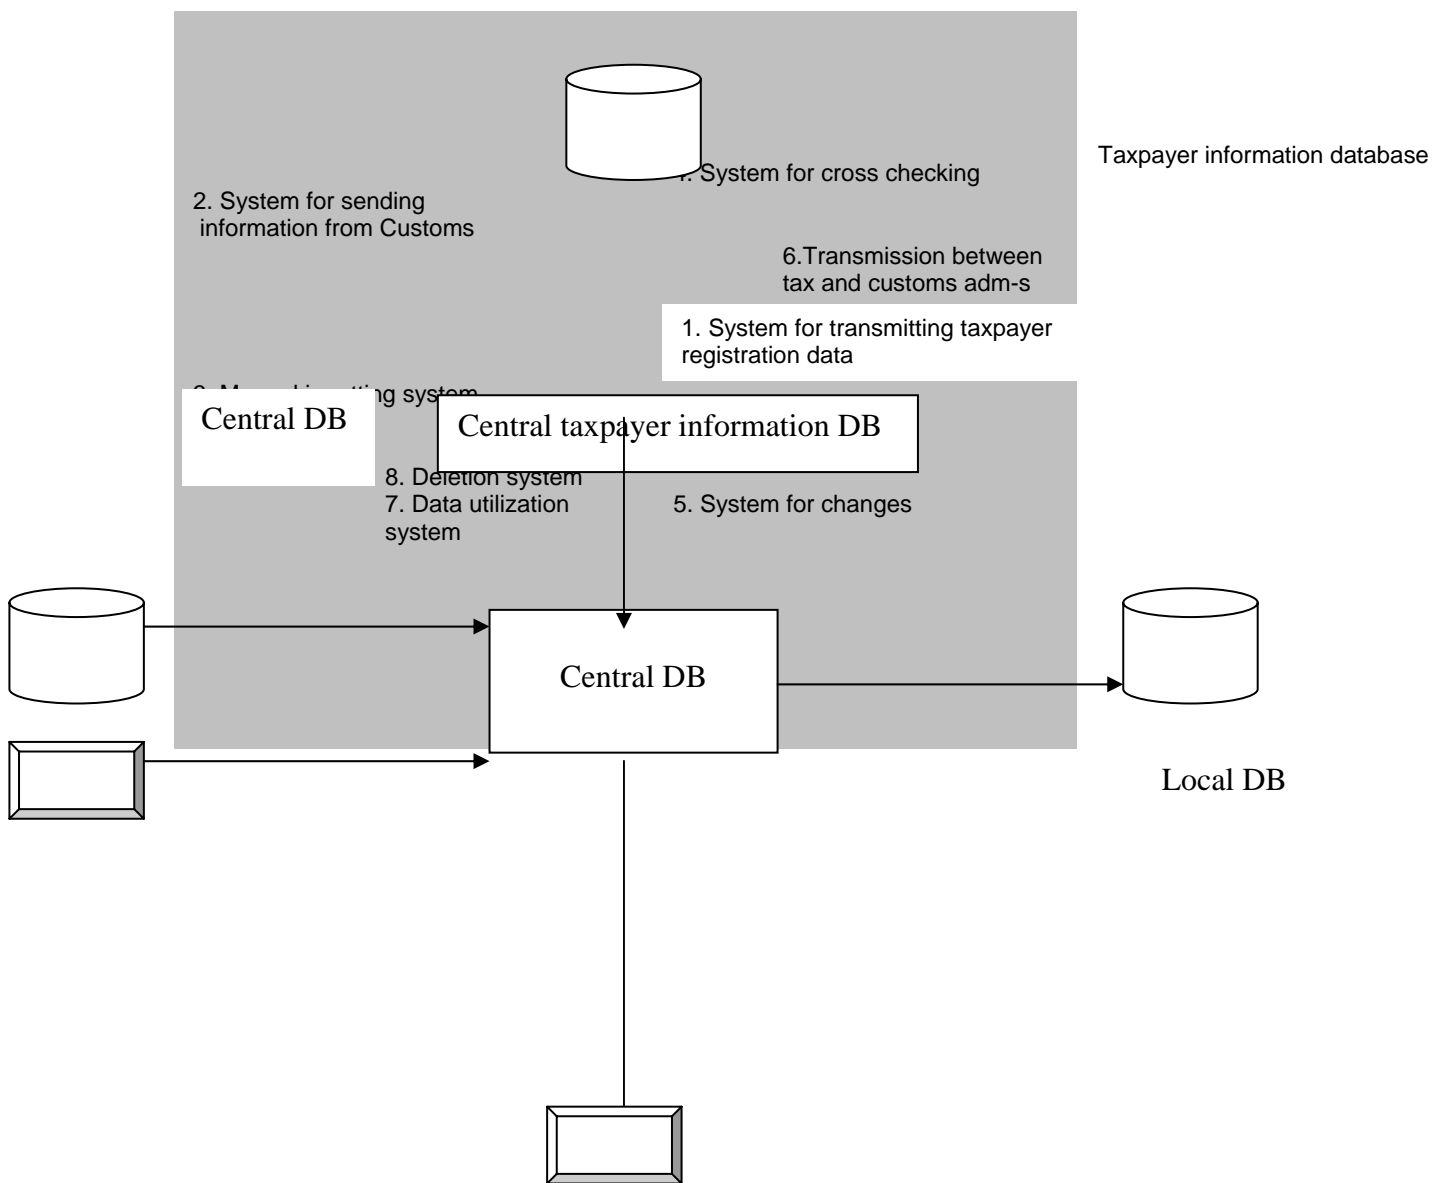 Taxpayer information database
System for cross checking
2. System for sending
information from Customs
6.Transmission between
tax and customs adm-s
1. System for transmitting taxpayer
registration data
system
Central DB
Central taxpayer information DB
8. Deletion system
7. Data utilization
system
5. System for changes
Central DB
Local DB